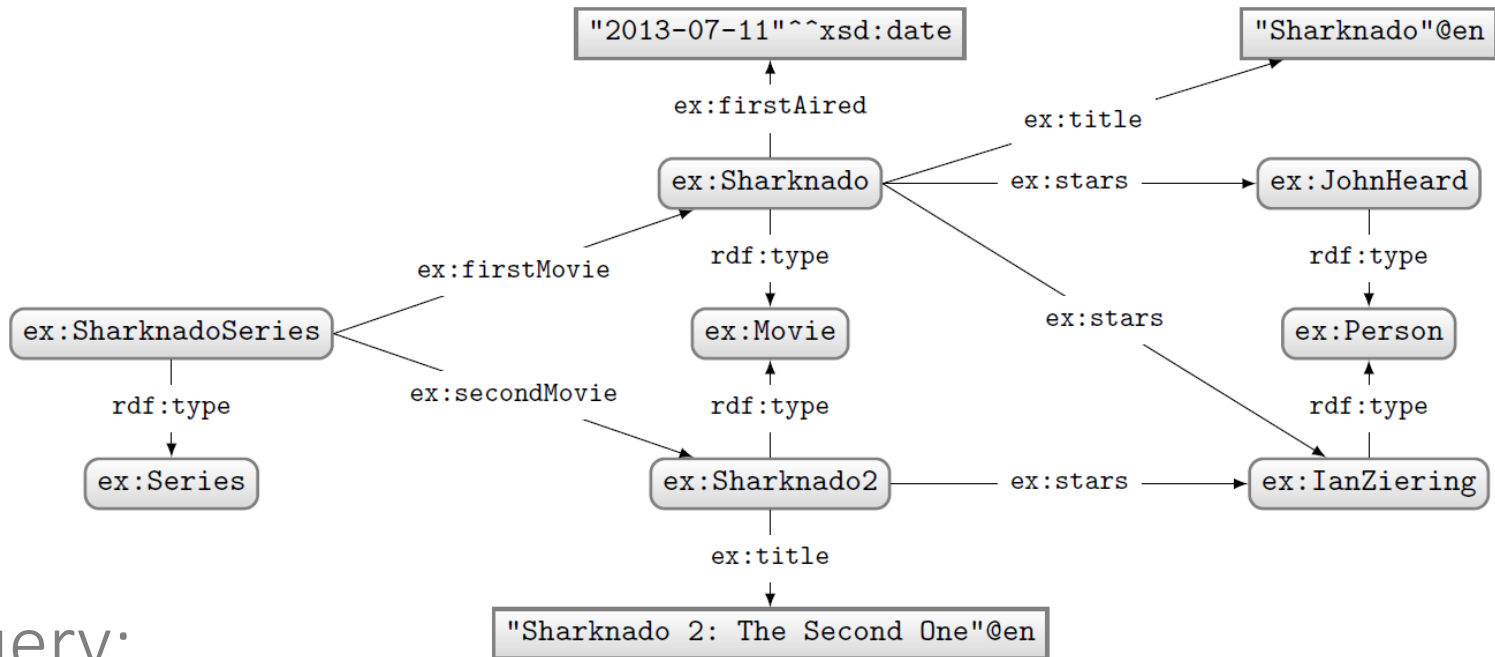 "2013-07-11"^^xsd:date
"Sharknado"@en
ex:firstAired
ex:title
ex:Sharknado
ex:stars
ex:JohnHeard
rdf:type
rdf:type
ex:firstMovie
ex:stars
ex:SharknadoSeries
ex:Movie
ex:Person
ex:secondMovie
rdf:type
rdf:type
rdf:type
ex:Series
ex:Sharknado2
ex:stars
ex:IanZiering
ex:title
"Sharknado 2: The Second One"@en